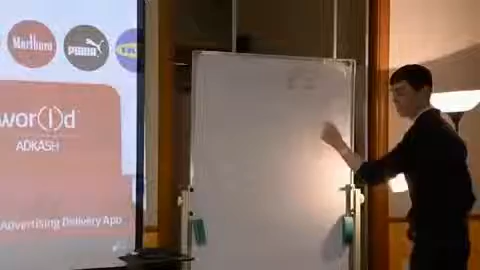 Marlboro
PUMA
wor(i)d
ADKASH
Advertising Delivery App